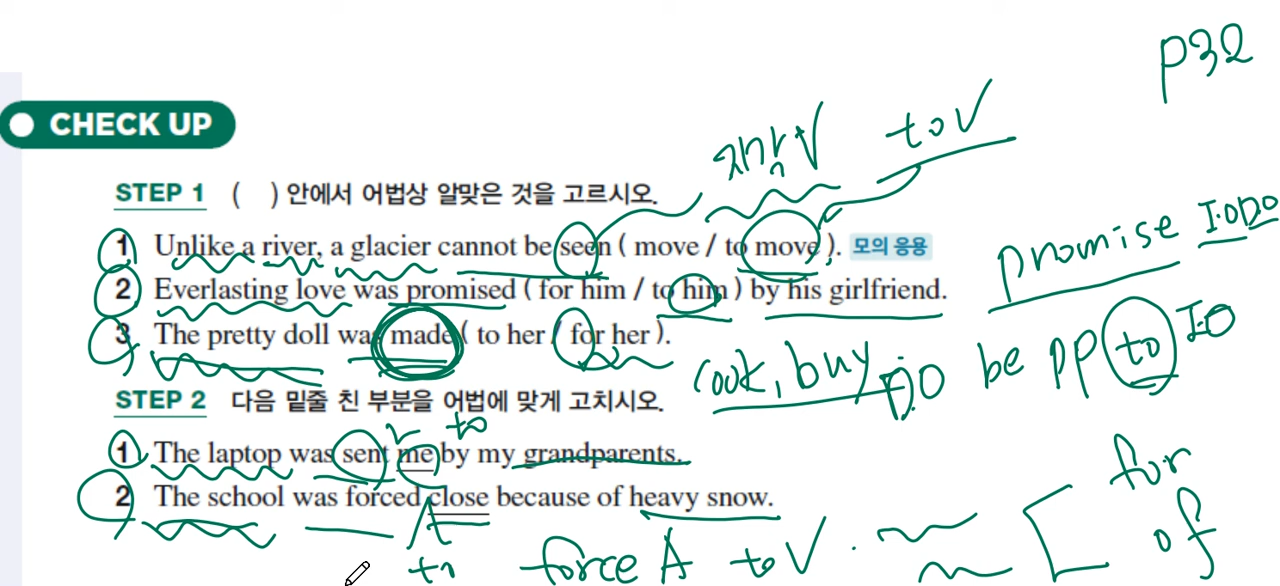 p32
CHECK UP
지각V to V
STEP 1 ( ) 안에서 어법상 알맞은 것을 고르시오.
1 Unlike a river, a glacier cannot be seen ( move / to move ). 모의 응용
promise I.O D.O
2 Everlasting love was promised ( for him / to him ) by his girlfriend.
3 The pretty doll was made ( to her / for her ).
D.O be pp to I.O
cook, buy
STEP 2 다음 밑줄 친 부분을 어법에 맞게 고치시오.
to
1 The laptop was sent me by my grandparents.
2 The school was forced close because of heavy snow.
for
of
to
force A to V